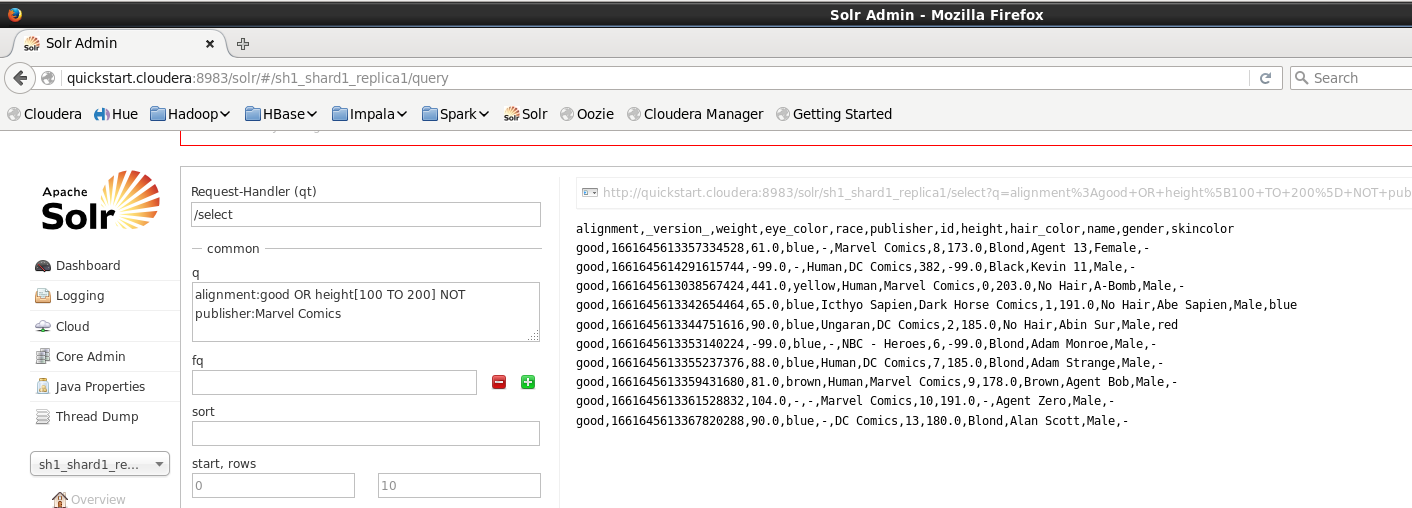 Solr Admin - Mozilla Firefox
Solr Solr Admin
quickstart.cloudera:8983/solr/#/sh1_shard1_replica1/query
Search
Cloudera Hue Hadoop HBase Impala Spark Solr Solr Oozie Cloudera Manager Getting Started
Apache
Solr
Dashboard
Logging
Cloud
Core Admin
Java Properties
Thread Dump
sh1_shard1_re...
Overview
Request-Handler (qt)
/select
common
q
alignment:good OR height[100 TO 200] NOT
publisher:Marvel Comics
fq
sort
start, rows
0 10
http://quickstart.cloudera:8983/solr/sh1_shard1_replica1/select?q=alignment%3Agood+OR+height%5B100+TO+200%5D+NOT+pub
alignment,_version_,weight,eye_color,race,publisher,id,height,hair_color,name,gender,skincolor
good,1661645613357334528,61.0,blue,-,Marvel Comics,8,173.0,Blond,Agent 13,Female,-
good,1661645614291615744,-99.0,-,Human,DC Comics,382,-99.0,Black,Kevin 11,Male,-
good,1661645613038567424,441.0,yellow,Human,Marvel Comics,0,203.0,No Hair,A-Bomb,Male,-
good,1661645613342654464,65.0,blue,Icthyo Sapien,Dark Horse Comics,1,191.0,No Hair,Abe Sapien,Male,blue
good,1661645613344751616,90.0,blue,Ungaran,DC Comics,2,185.0,No Hair,Abin Sur,Male,red
good,1661645613353140224,-99.0,blue,-,NBC - Heroes,6,-99.0,Blond,Adam Monroe,Male,-
good,1661645613355237376,88.0,blue,Human,DC Comics,7,185.0,Blond,Adam Strange,Male,-
good,1661645613359431680,81.0,brown,Human,Marvel Comics,9,178.0,Brown,Agent Bob,Male,-
good,1661645613361528832,104.0,-,-,Marvel Comics,10,191.0,-,Agent Zero,Male,-
good,1661645613367820288,90.0,blue,-,DC Comics,13,180.0,Blond,Alan Scott,Male,-